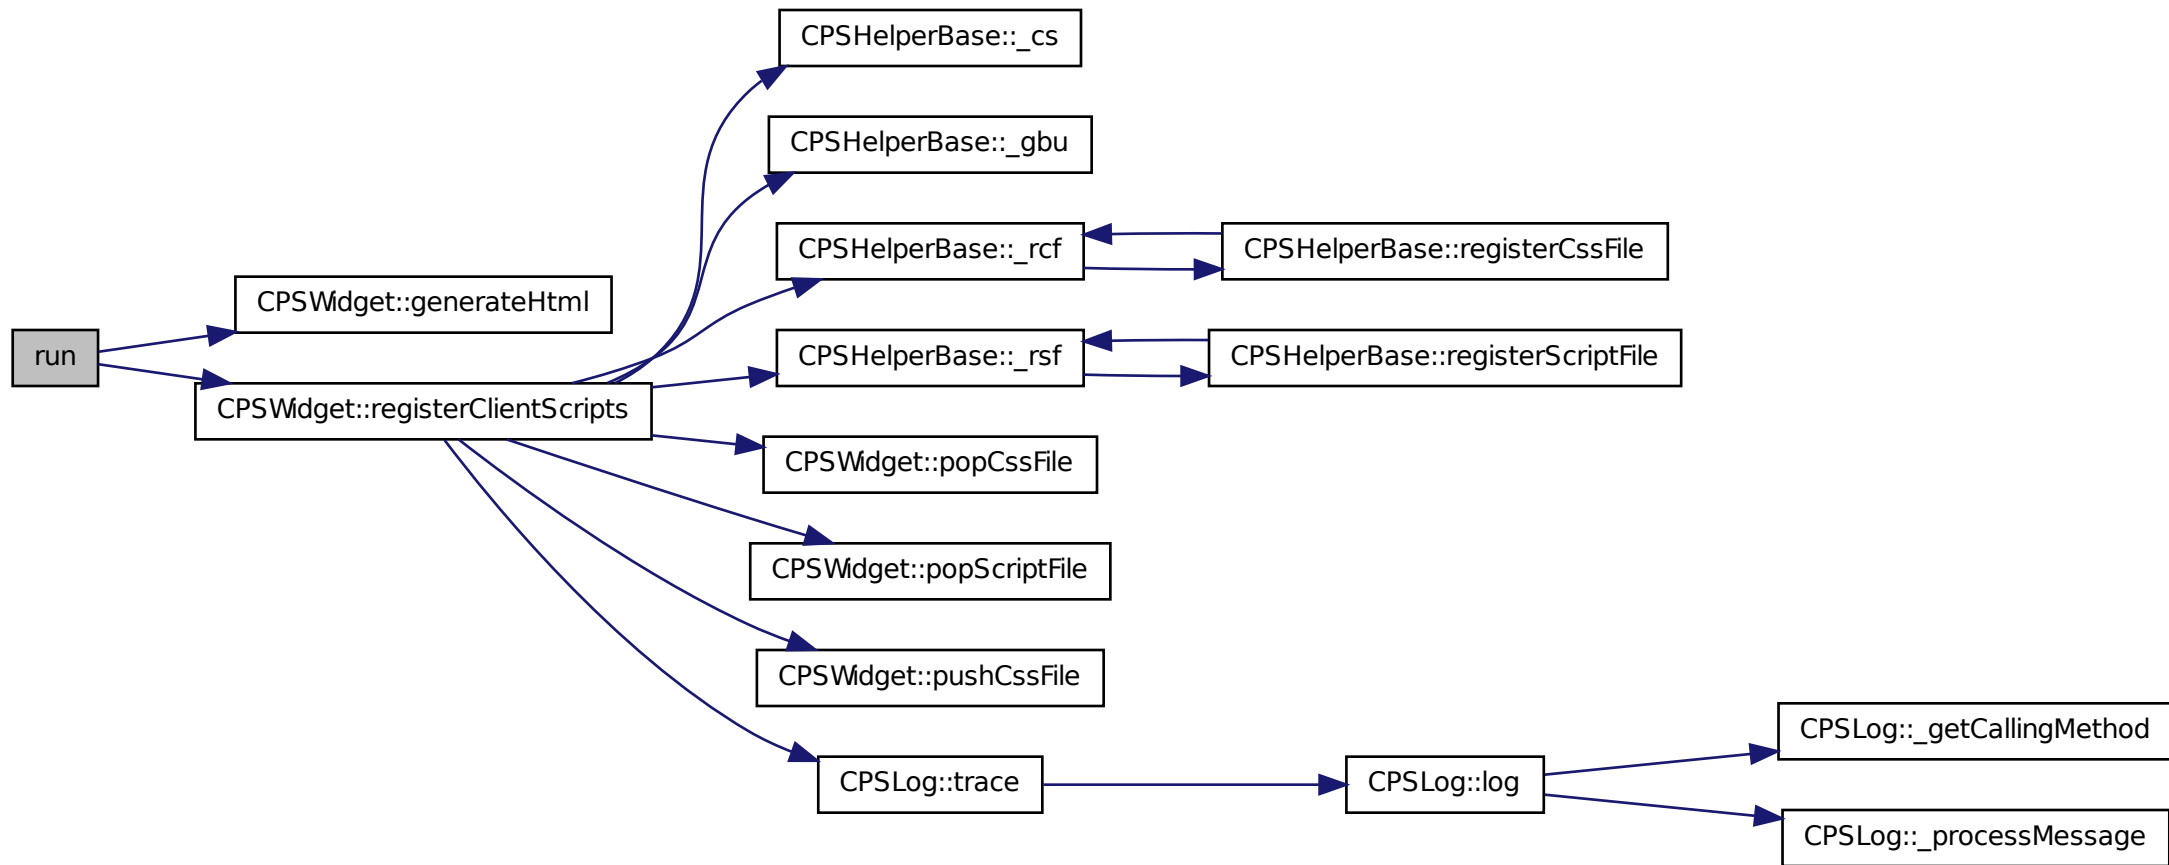 CPSHelperBase::_cs
CPSHelperBase::_gbu
CPSHelperBase::_rcf
CPSHelperBase::registerCssFile
CPSWidget::generateHtml
run
CPSHelperBase::_rsf
CPSHelperBase::registerScriptFile
CPSWidget::registerClientScripts
CPSWidget::popCssFile
CPSWidget::popScriptFile
CPSWidget::pushCssFile
CPSLog::_getCallingMethod
CPSLog::trace
CPSLog::log
CPSLog::_processMessage